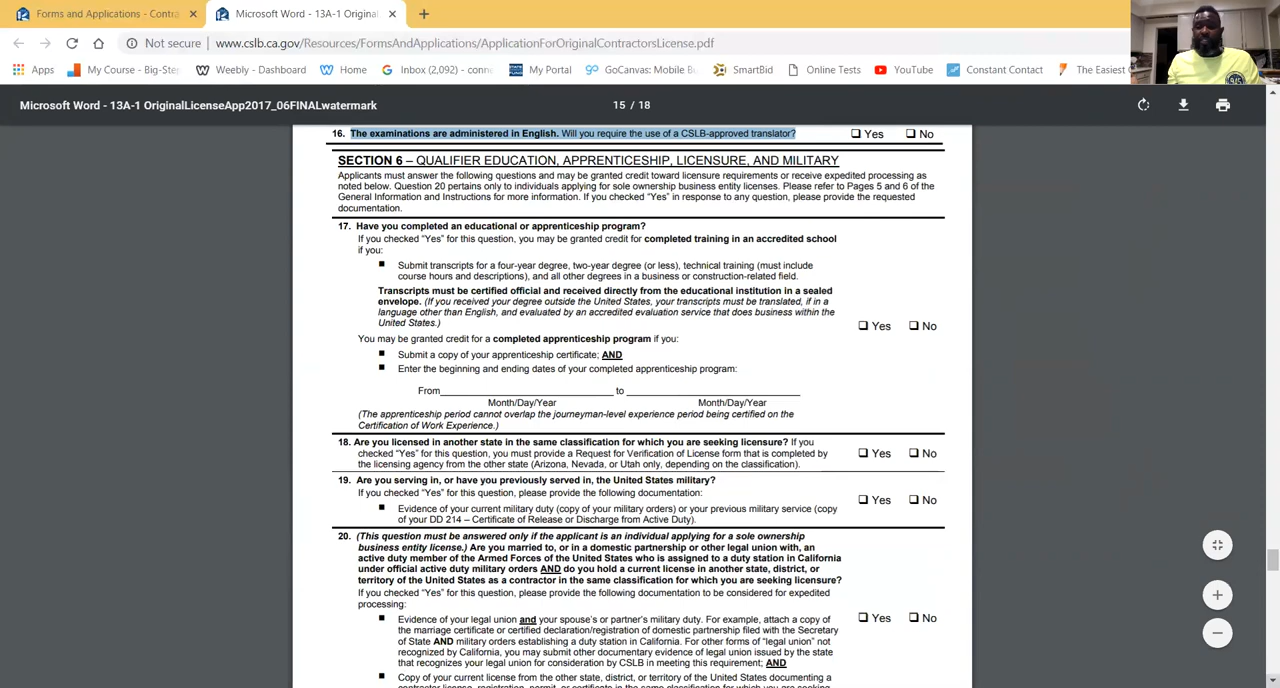 Forms and Applications - Contra
Microsoft Word - 13A-1 Original
Not secure
www.cslb.ca.gov/Resources/FormsAndApplications/ApplicationForOriginalContractorsLicense.pdf
Apps
My Course - Big-Ste
Weebly - Dashboard
Home
Inbox (2,092) - conne
My Portal
GoCanvas: Mobile Bu
SmartBid
Online Tests
YouTube
Constant Contact
The Easiest C
Microsoft Word - 13A-1 OriginalLicenseApp2017_06FINALwatermark
15 / 18
16. The examinations are administered in English. Will you require the use of a CSLB-approved translator? Yes No
SECTION 6 – QUALIFIER EDUCATION, APPRENTICESHIP, LICENSURE, AND MILITARY
Applicants must answer the following questions and may be granted credit toward licensure requirements or receive expedited processing as
noted below. Question 20 pertains only to individuals applying for sole ownership business entity licenses. Please refer to Pages 5 and 6 of the
General Information and Instructions for more information. If you checked "Yes" in response to any question, please provide the requested
documentation.
17. Have you completed an educational or apprenticeship program?
If you checked "Yes" for this question, you may be granted credit for completed training in an accredited school
if you:
Submit transcripts for a four-year degree, two-year degree (or less), technical training (must include
course hours and descriptions), and all other degrees in a business or construction-related field.
Transcripts must be certified official and received directly from the educational institution in a sealed
envelope. (If you received your degree outside the United States, your transcripts must be translated, if in a
language other than English, and evaluated by an accredited evaluation service that does business within the
United States.)
Yes No
You may be granted credit for a completed apprenticeship program if you:
Submit a copy of your apprenticeship certificate; AND
Enter the beginning and ending dates of your completed apprenticeship program:
From to
Month/Day/Year Month/Day/Year
(The apprenticeship period cannot overlap the journeyman-level experience period being certified on the
Certification of Work Experience.)
18. Are you licensed in another state in the same classification for which you are seeking licensure? If you
checked "Yes" for this question, you must provide a Request for Verification of License form that is completed by
the licensing agency from the other state (Arizona, Nevada, or Utah only, depending on the classification).
Yes No
19. Are you serving in, or have you previously served in, the United States military?
If you checked "Yes" for this question, please provide the following documentation:
Yes No
Evidence of your current military duty (copy of your military orders) or your previous military service (copy
of your DD 214 – Certificate of Release or Discharge from Active Duty).
20. (This question must be answered only if the applicant is an individual applying for a sole ownership
business entity license.) Are you married to, or in a domestic partnership or other legal union with, an
active duty member of the Armed Forces of the United States who is assigned to a duty station in California
under official active duty military orders AND do you hold a current license in another state, district, or
territory of the United States as a contractor in the same classification for which you are seeking licensure?
If you checked "Yes" for this question, please provide the following documentation to be considered for expedited
processing:
Evidence of your legal union and your spouse's or partner's military duty. For example, attach a copy of
the marriage certificate or certified declaration/registration of domestic partnership filed with the Secretary
of State AND military orders establishing a duty station in California. For other forms of "legal union" not
recognized by California, you may submit other documentary evidence of legal union issued by the state
that recognizes your legal union for consideration by CSLB in meeting this requirement; AND
Yes No
Copy of your current license from the other state, district, or territory of the United States documenting a